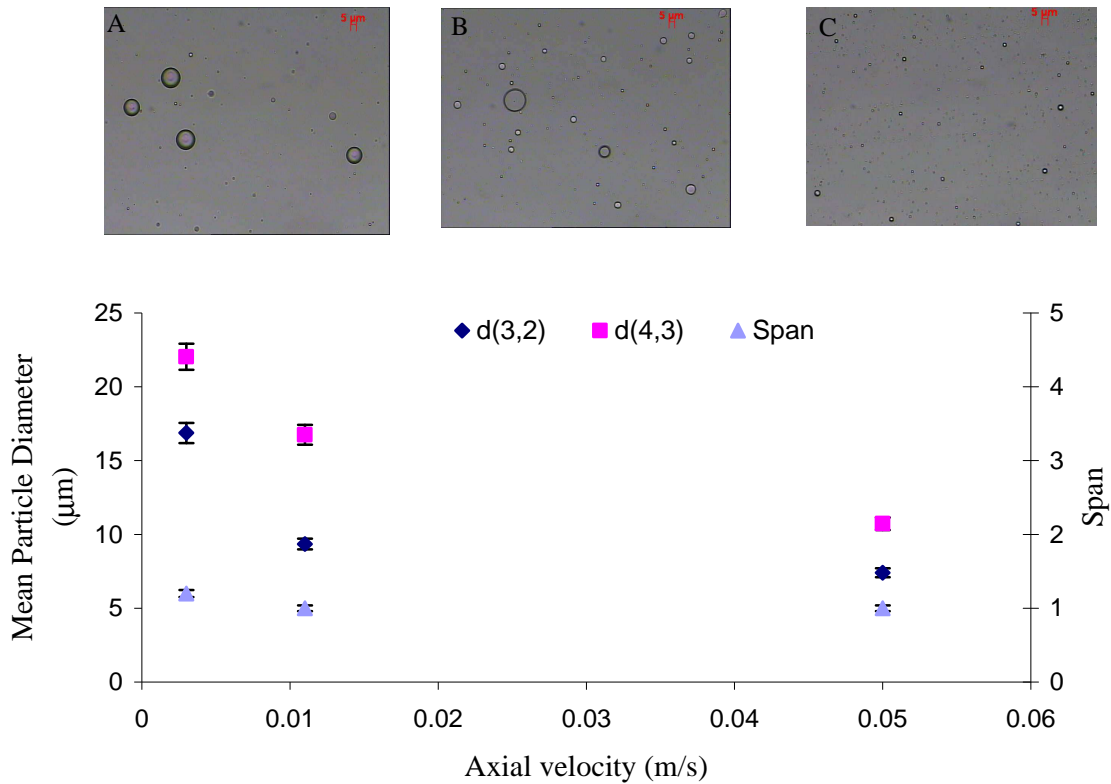 A
5 μm
B
5 μm
C
5 μm
25
20
15
10
5
0
Mean Particle Diameter
(μm)
d(3,2)
d(4,3)
Span
5
4
3
2
1
0
Span
0
0.01
0.02
0.03
0.04
0.05
0.06
Axial velocity (m/s)